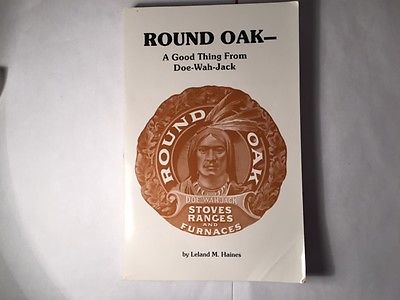 ROUND OAK—
A Good Thing From
Doe-Wah-Jack
ROUND OAK
DOE-WAH-JACK
STOVES
RANGES
AND
FURNACES
by Leland M. Haines